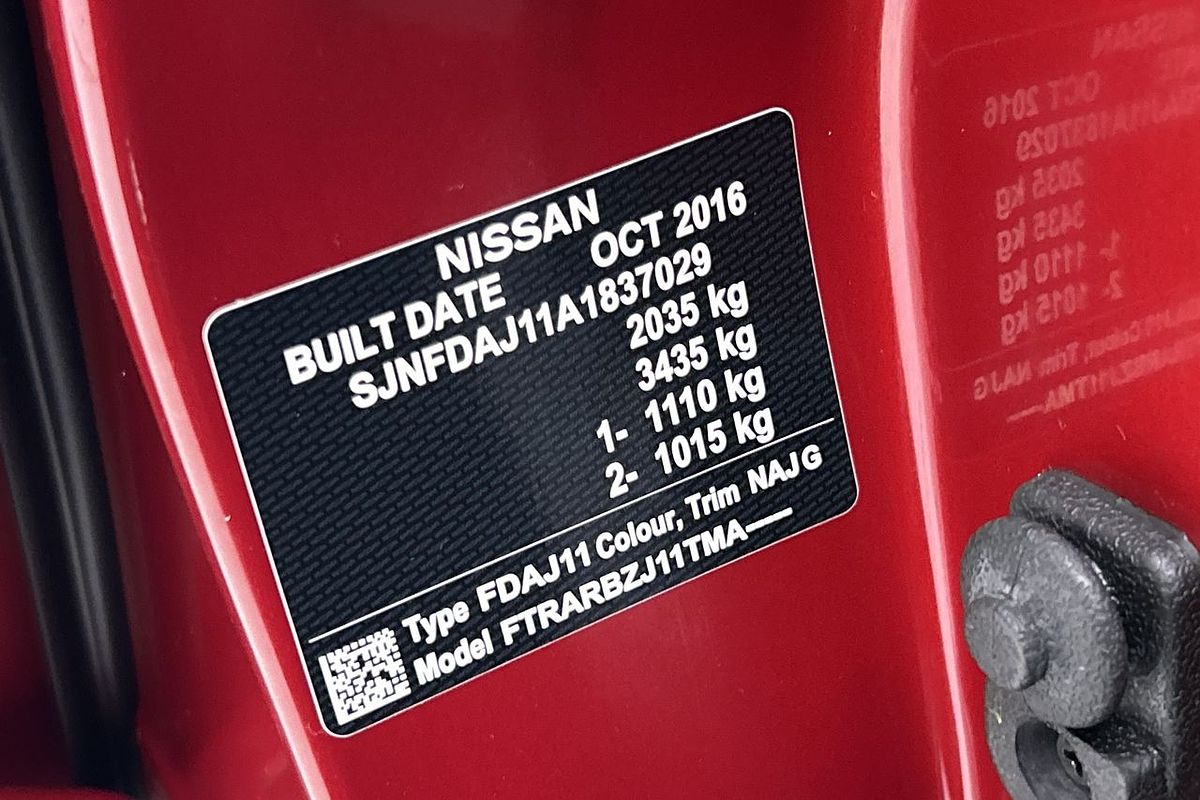 NISSAN
BUILT DATE OCT 2016
SJNFDAJ11A1837029
2035 kg
3435 kg
1- 1110 kg
2- 1015 kg
Type FDAJ11 Colour, Trim NAJ G
Model FTRARBZJ11TMA——